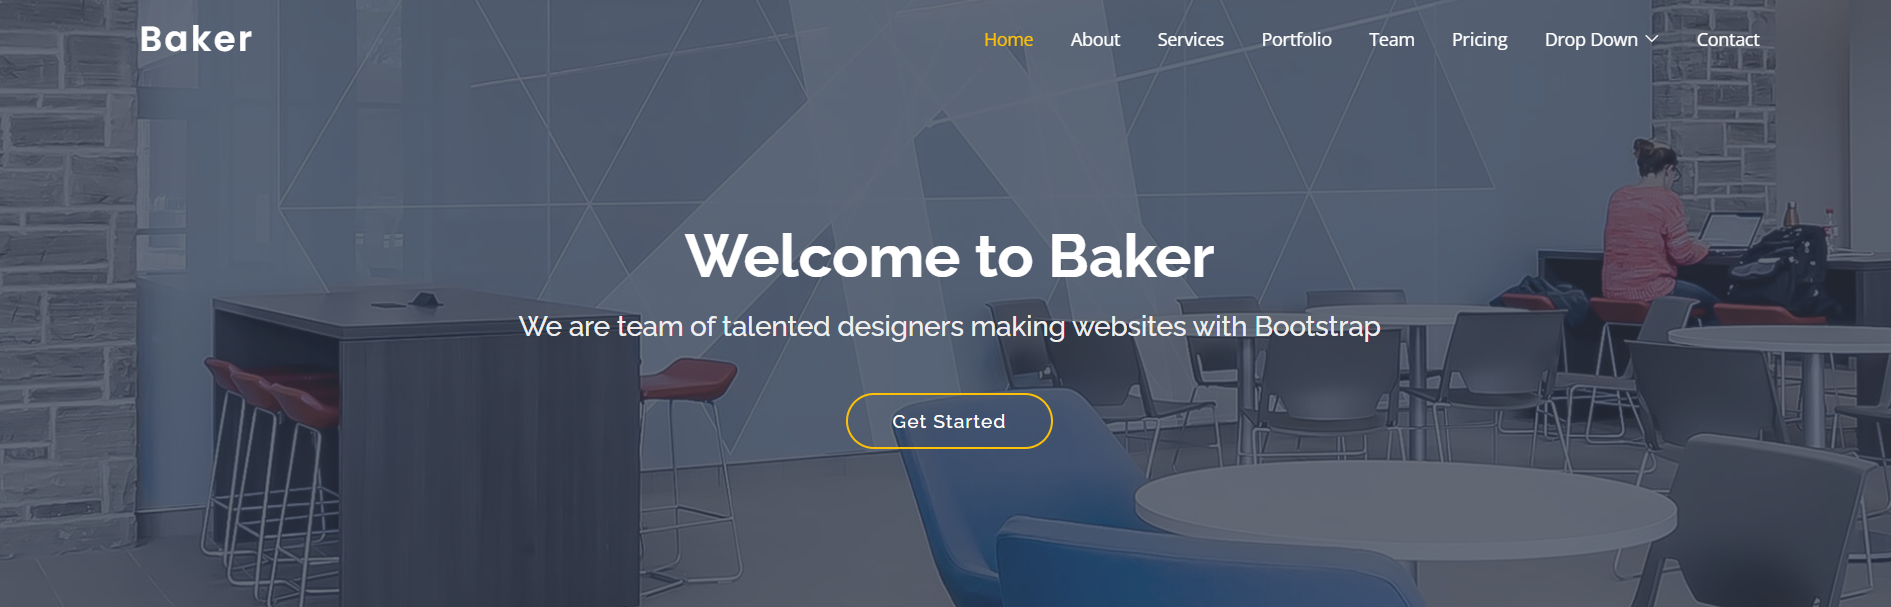 Baker
Home About Services Portfolio Team Pricing Drop Down Contact
Welcome to Baker
We are team of talented designers making websites with Bootstrap
Get Started